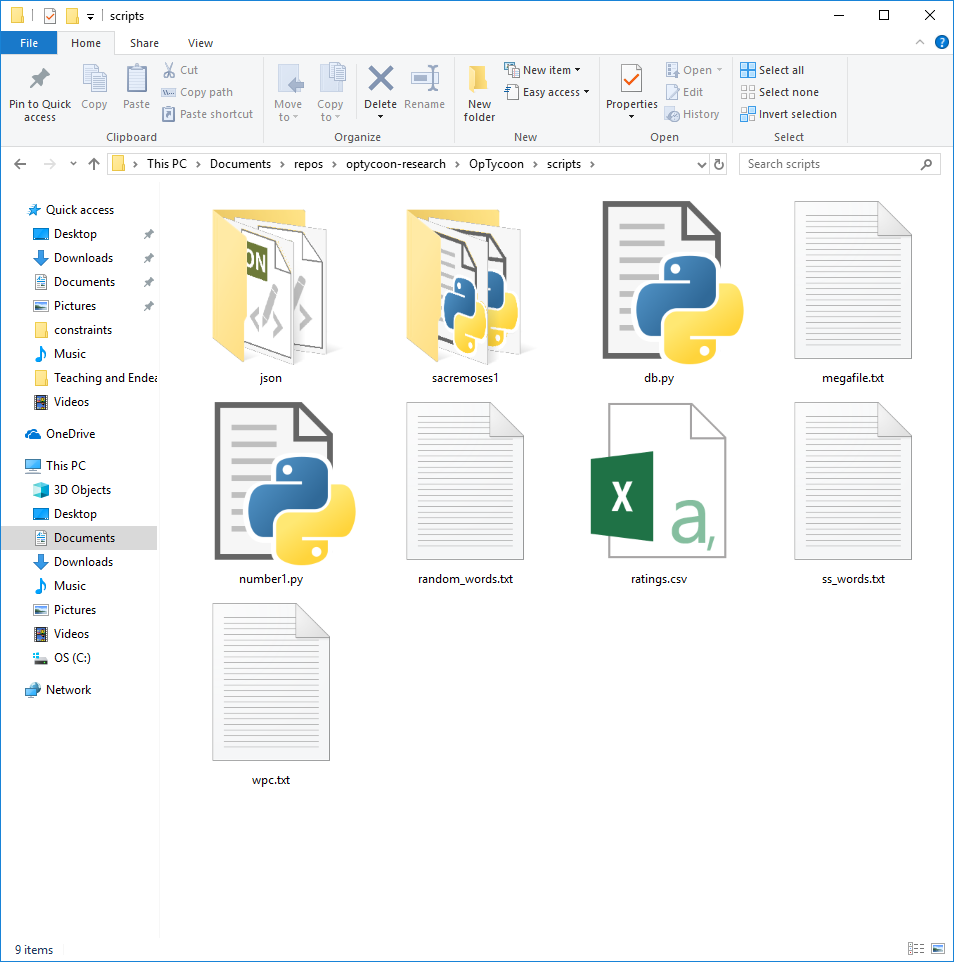 scripts
File Home Share View
Pin to Quick access
Copy
Paste
Cut
Copy path
Paste shortcut
Clipboard
Move to
Copy to
Delete
Rename
Organize
New folder
New item
Easy access
New
Properties
Open
Edit
History
Open
Select all
Select none
Invert selection
Select
This PC > Documents > repos > optycoon-research > OpTycoon > scripts >
Search scripts
Quick access
Desktop
Downloads
Documents
Pictures
constraints
Music
Teaching and Endea
Videos
OneDrive
This PC
3D Objects
Desktop
Documents
Downloads
Music
Pictures
Videos
OS (C:)
Network
ON
json
sacremoses1
db.py
megafile.txt
number1.py
random_words.txt
X a,
ratings.csv
ss_words.txt
wpc.txt
9 items